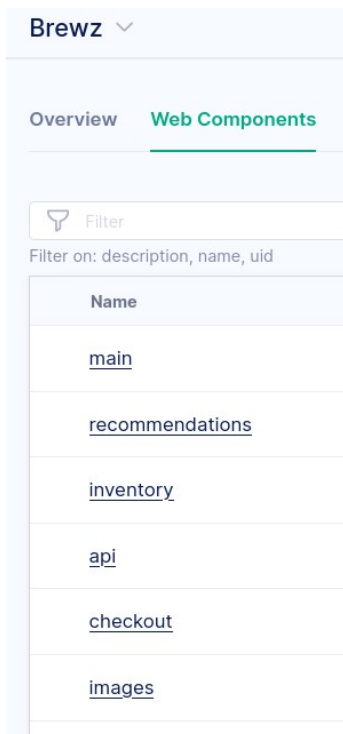 Brewz
Overview Web Components
Filter
Filter on: description, name, uid
Name
main
recommendations
inventory
api
checkout
images